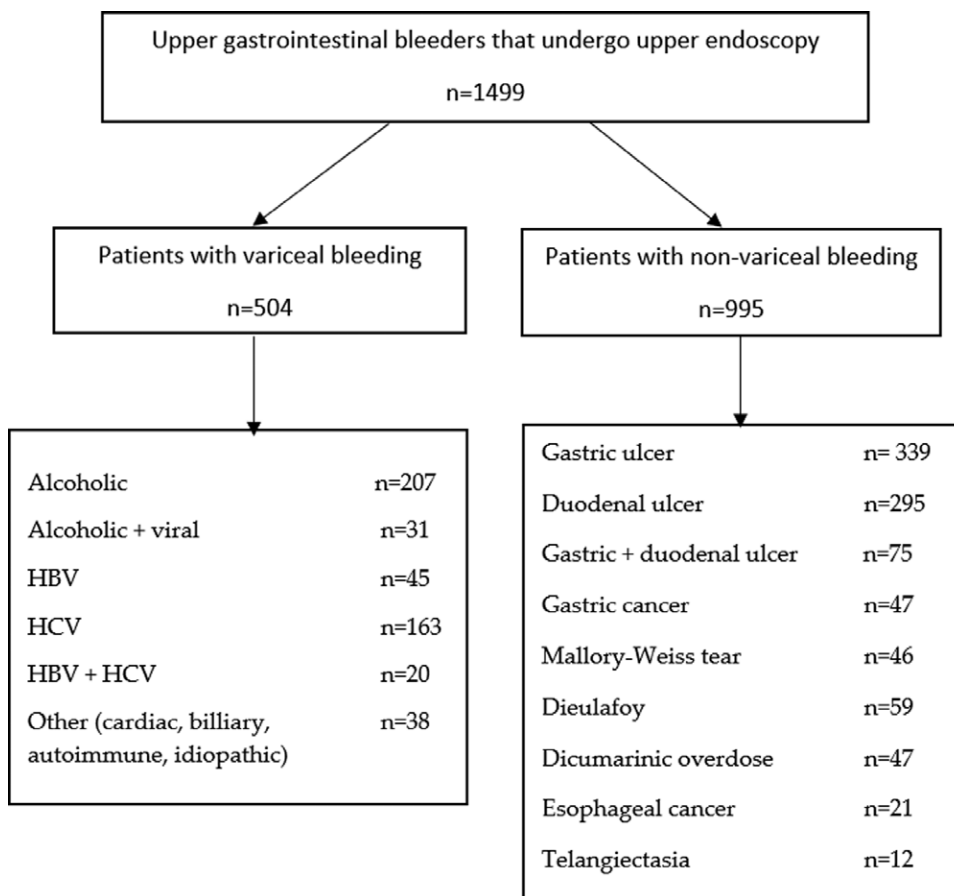 Upper gastrointestinal bleeders that undergo upper endoscopy
n=1499
Patients with variceal bleeding
n=504
Patients with non-variceal bleeding
n=995
Alcoholic n=207
Alcoholic + viral n=31
HBV n=45
HCV n=163
HBV + HCV n=20
Other (cardiac, billiary, n=38
autoimmune, idiopathic)
Gastric ulcer n= 339
Duodenal ulcer n=295
Gastric + duodenal ulcer n=75
Gastric cancer n=47
Mallory-Weiss tear n=46
Dieulafoy n=59
Dicumarinic overdose n=47
Esophageal cancer n=21
Telangiectasia n=12